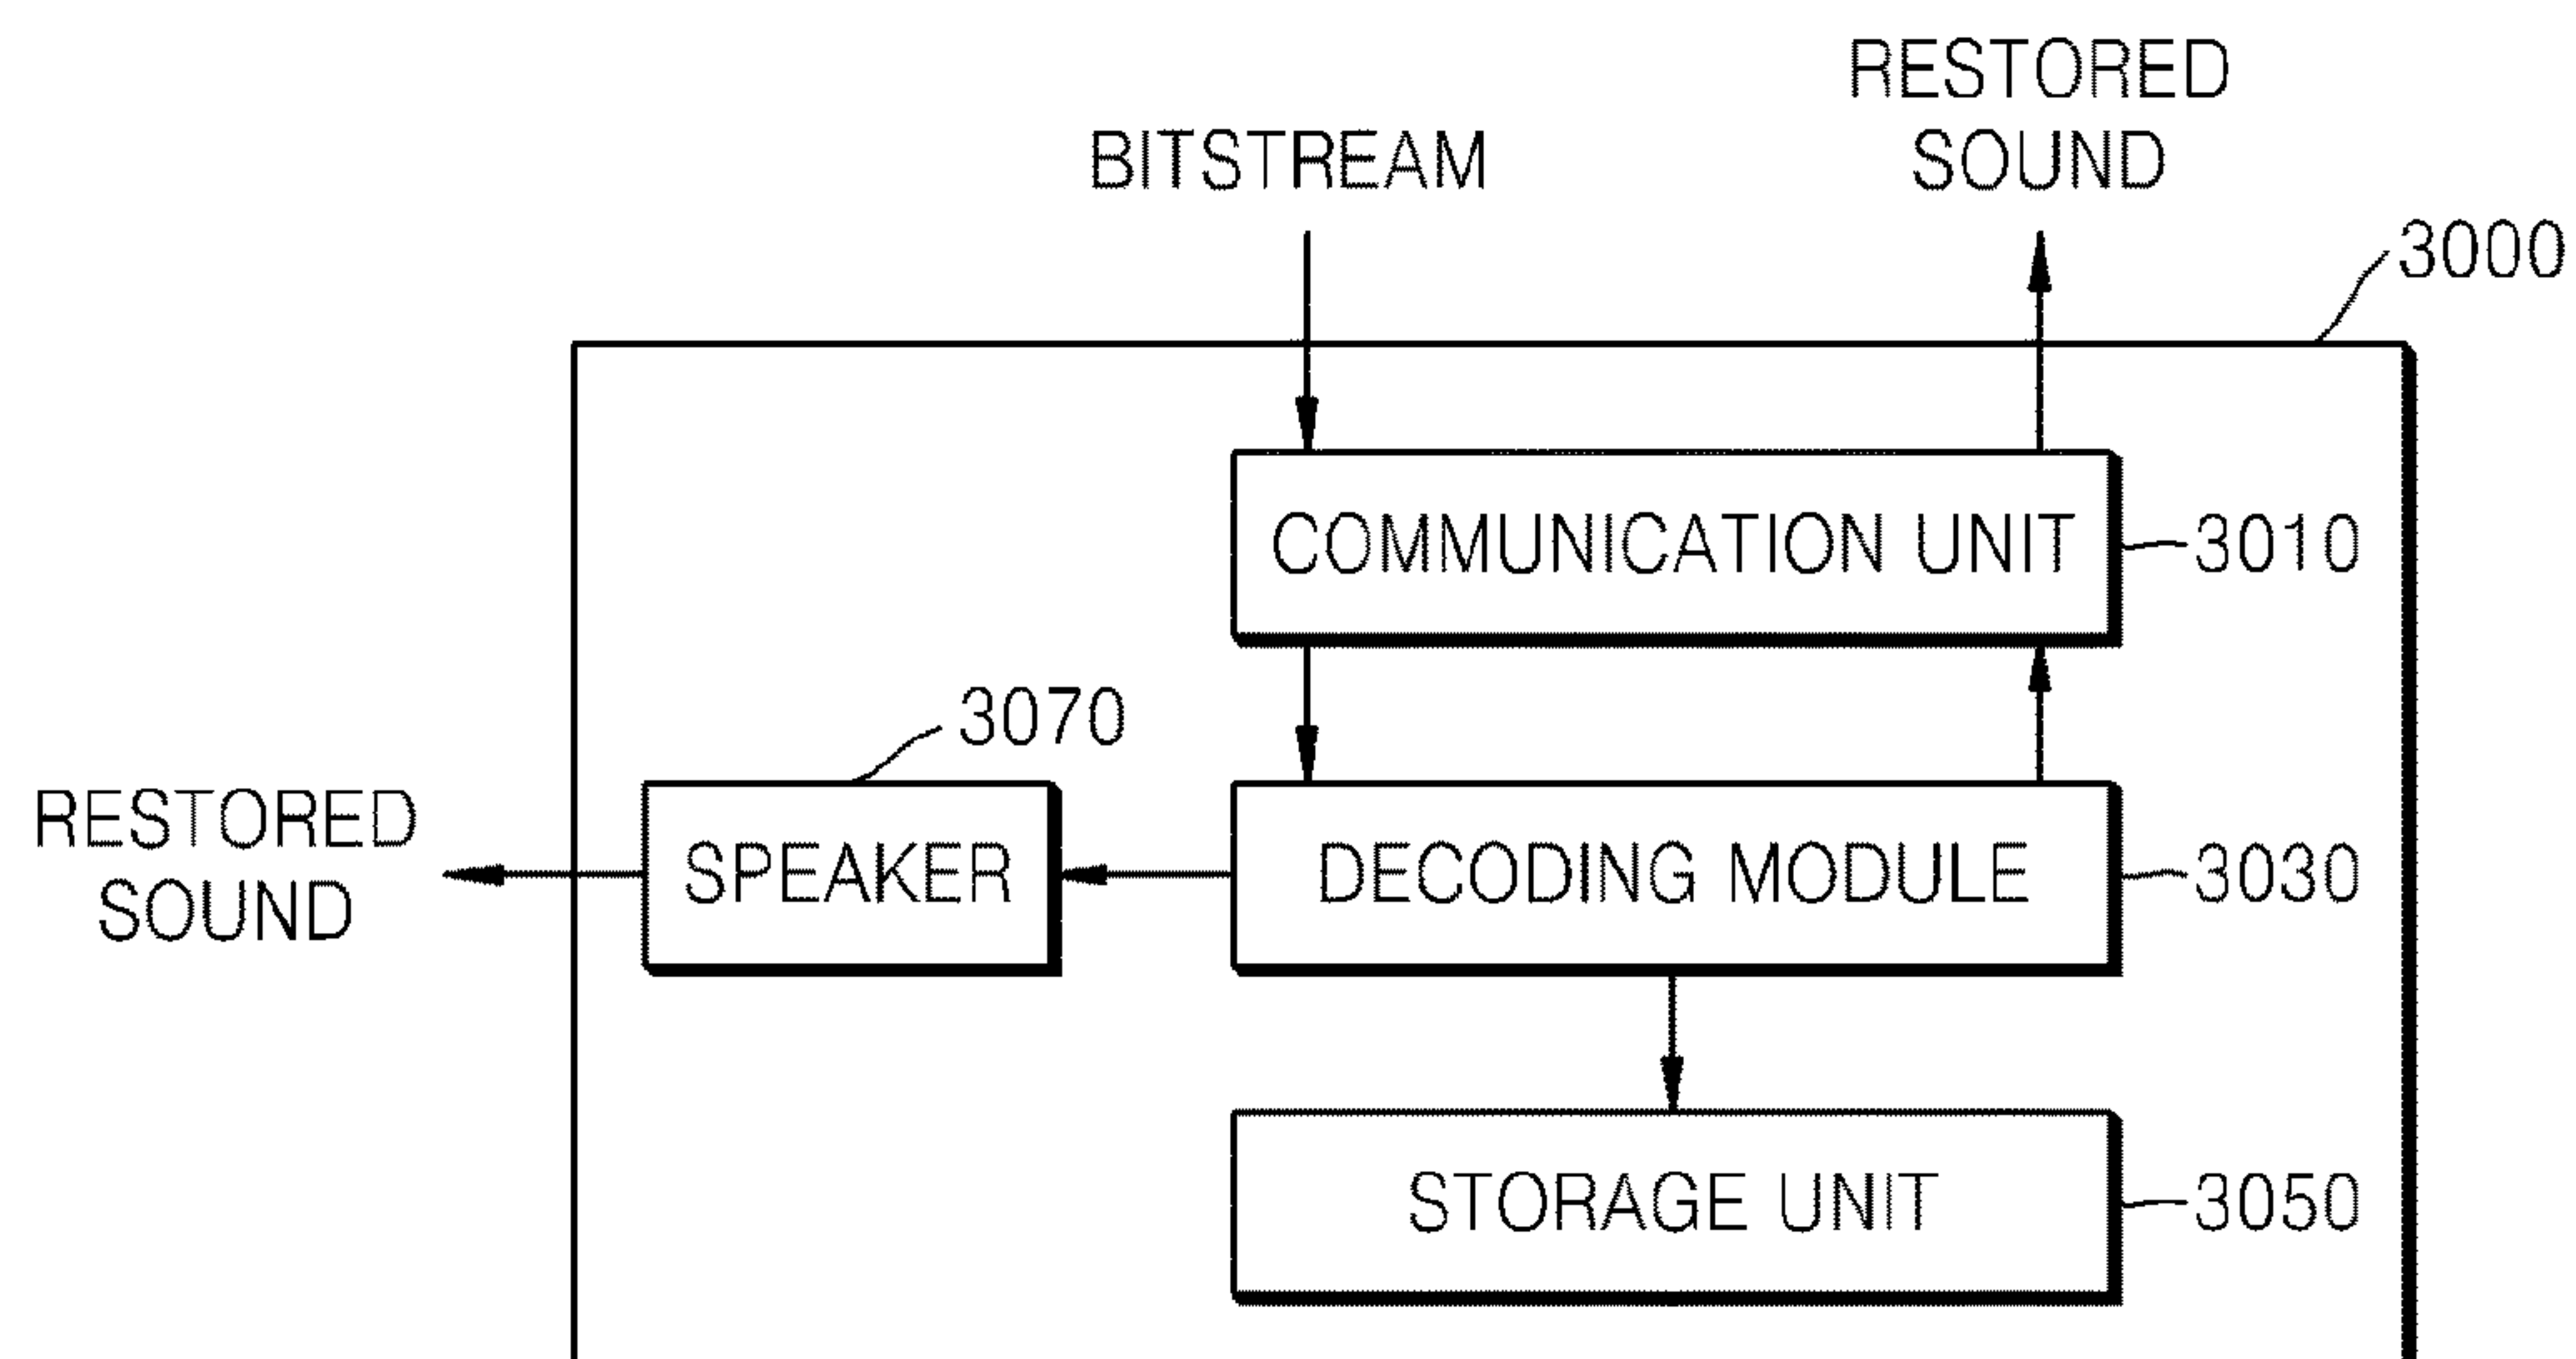 RESTORED
SOUND
BITSTREAM
3000
COMMUNICATION UNIT
3010
3070
RESTORED
SOUND
SPEAKER
DECODING MODULE
3030
STORAGE UNIT
3050